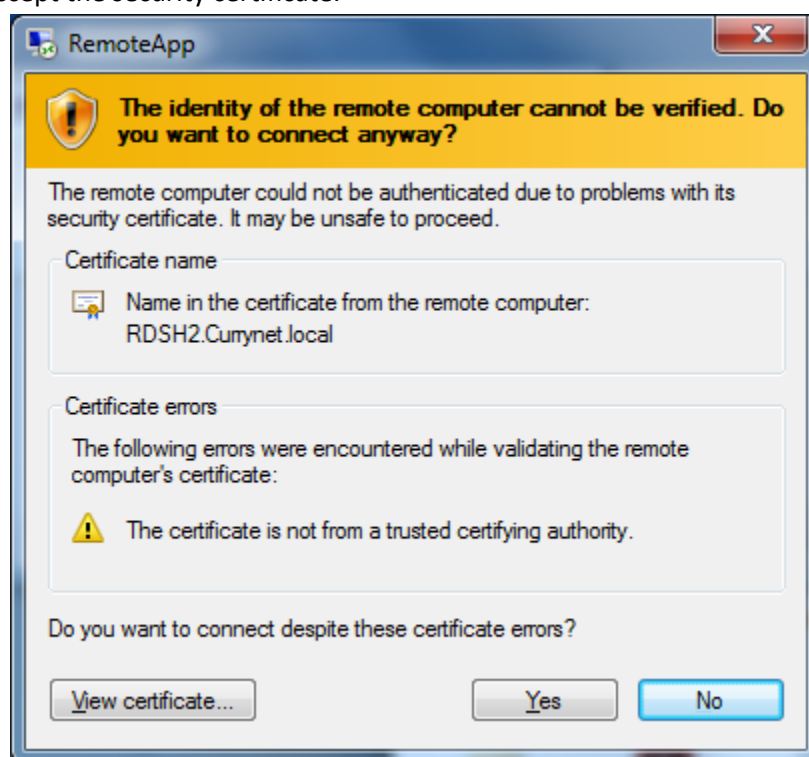 accept the security certificate.
RemoteApp
The identity of the remote computer cannot be verified. Do
you want to connect anyway?
The remote computer could not be authenticated due to problems with its
security certificate. It may be unsafe to proceed.
Certificate name
Name in the certificate from the remote computer:
RDSH2.Currynet.local
Certificate errors
The following errors were encountered while validating the remote
computer's certificate:
The certificate is not from a trusted certifying authority.
Do you want to connect despite these certificate errors?
View certificate...
Yes
No